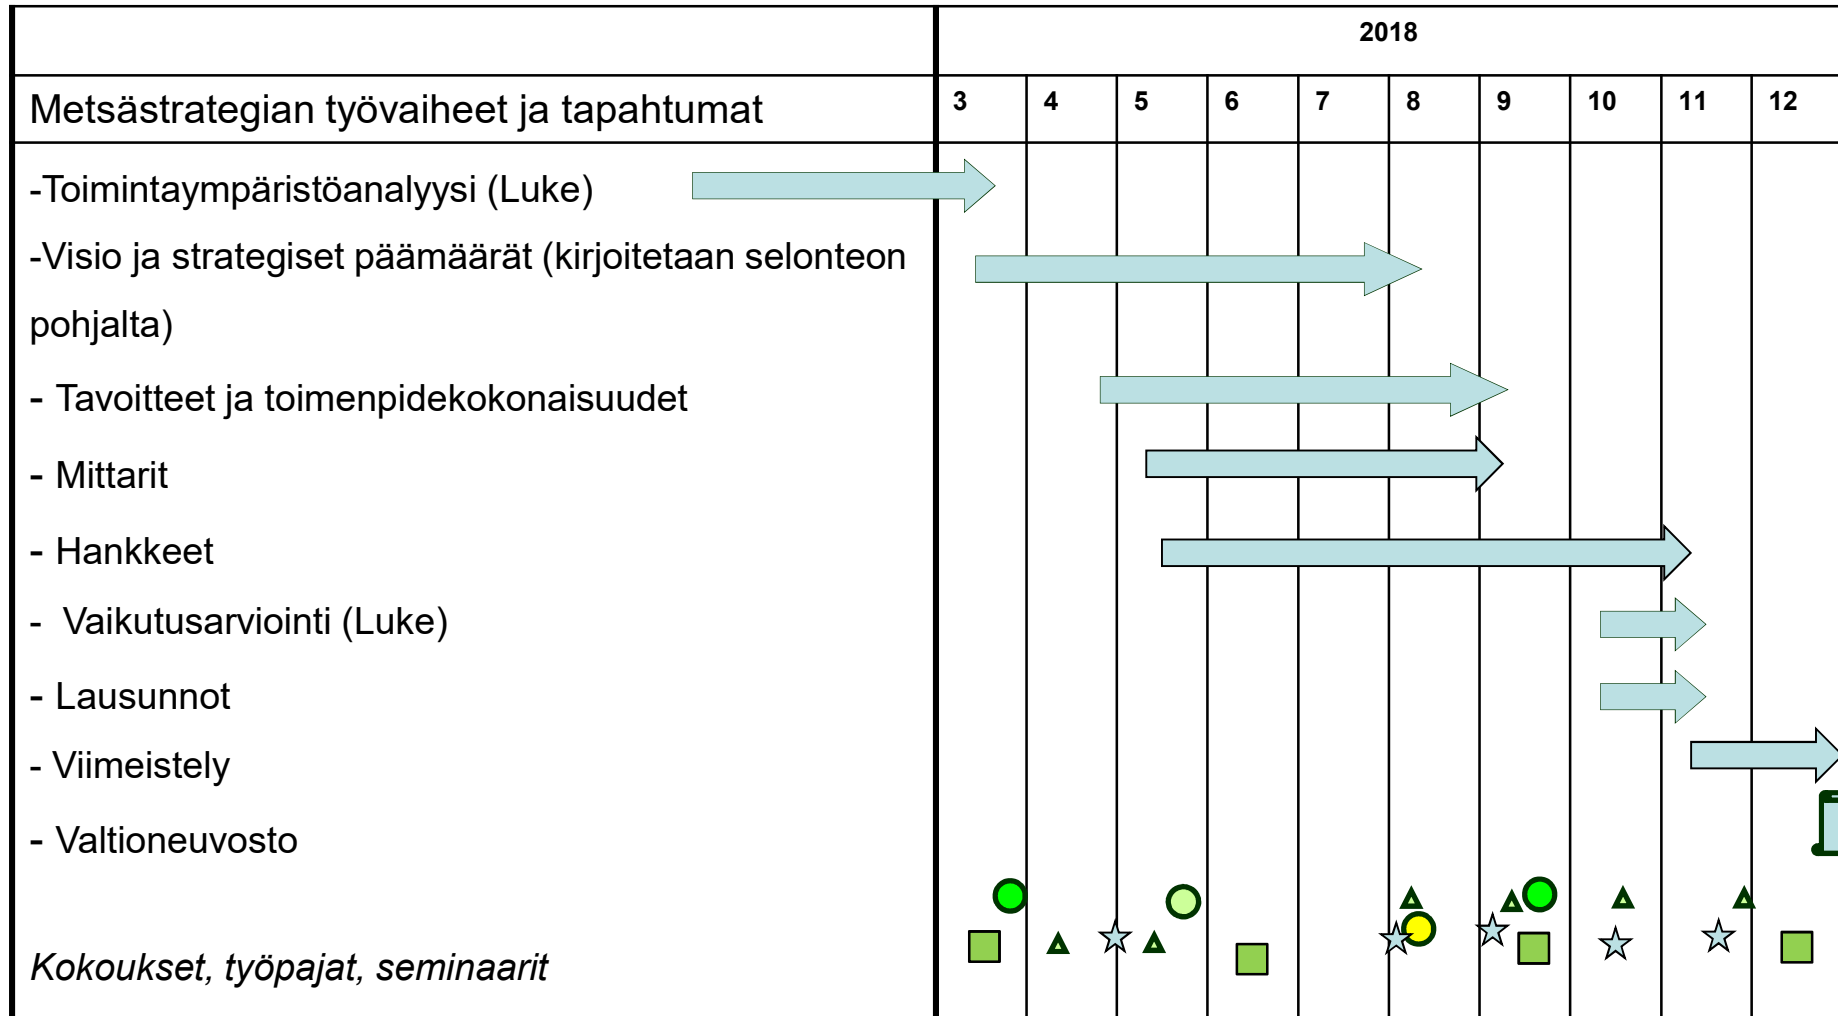 2018
Metsästrategian työvaiheet ja tapahtumat 3 4 5 6 7 8 9 10 11 12
-Toimintaympäristöanalyysi (Luke)
-Visio ja strategiset päämäärät (kirjoitetaan selonteon
pohjalta)
- Tavoitteet ja toimenpidekokonaisuudet
- Mittarit
- Hankkeet
- Vaikutusarviointi (Luke)
- Lausunnot
- Viimeistely
- Valtioneuvosto
Kokoukset, työpajat, seminaarit